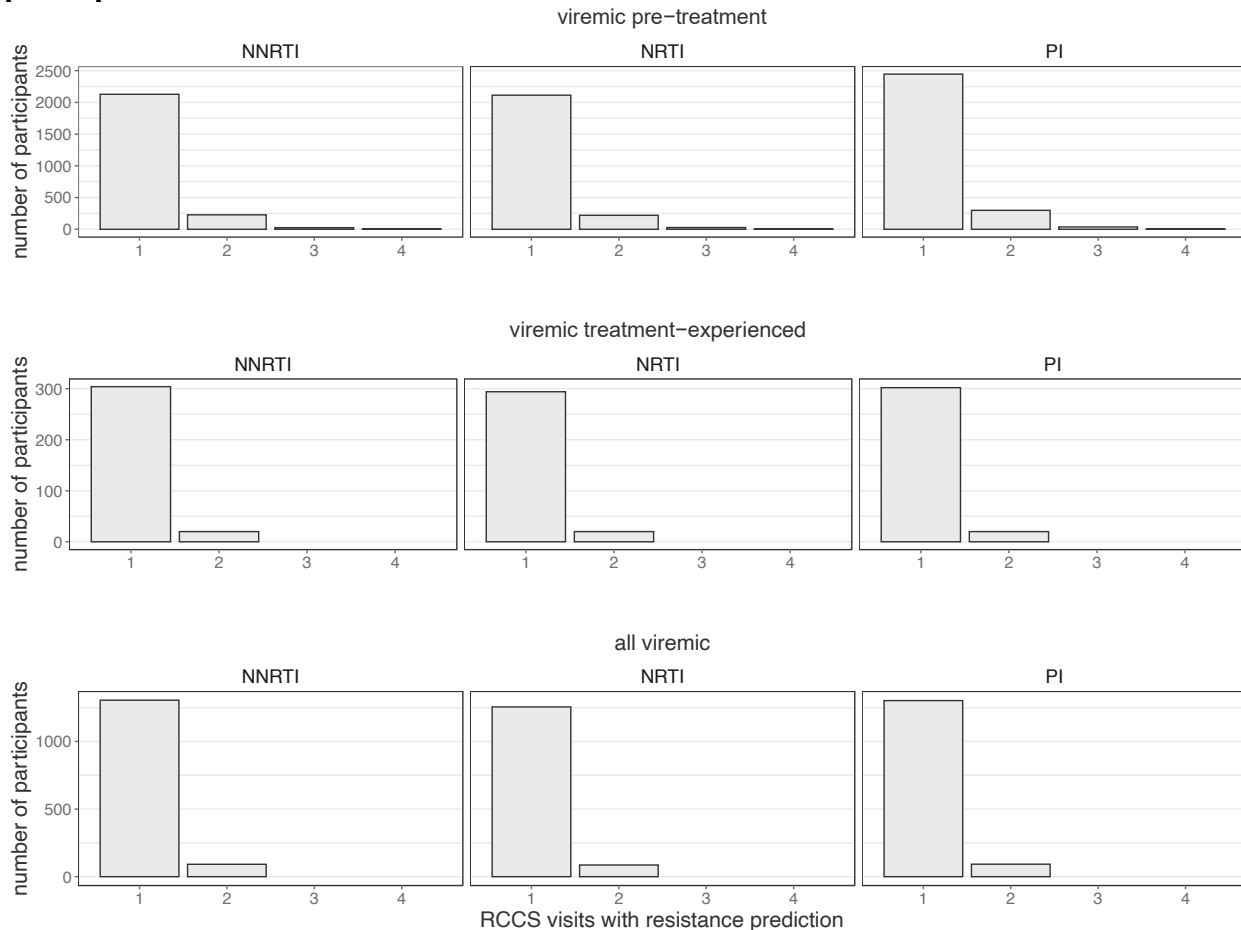 viremic pre−treatment
NNRTI NRTI PI
number of participants
2500
2000
1500
1000
500
0
1 2 3 4 1 2 3 4 1 2 3 4
viremic treatment−experienced
NNRTI NRTI PI
number of participants
300
200
100
0
1 2 3 4 1 2 3 4 1 2 3 4
all viremic
NNRTI NRTI PI
number of participants
1000
500
0
1 2 3 4 1 2 3 4 1 2 3 4
RCCS visits with resistance prediction